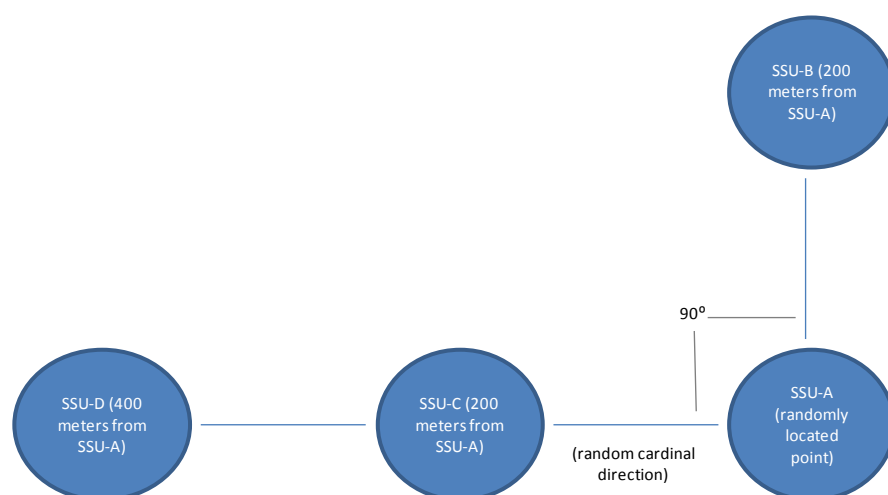 SSU-B (200
meters from
SSU-A)
90º
SSU-D (400
meters from
SSU-A)
SSU-C (200
meters from
SSU-A)
(random cardinal
direction)
SSU-A
(randomly
located
point)